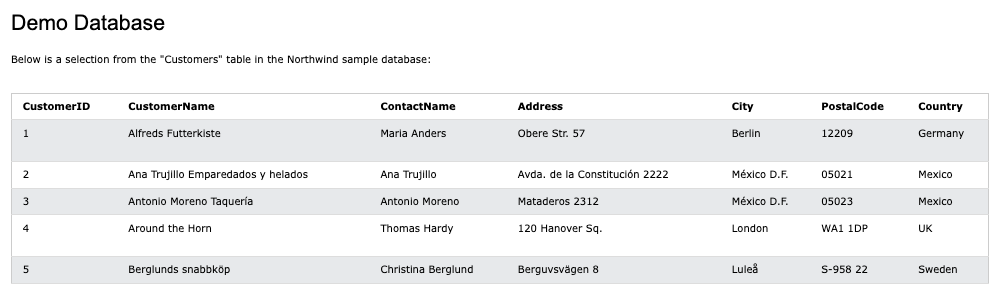 Demo Database
Below is a selection from the "Customers" table in the Northwind sample database:
CustomerID CustomerName ContactName Address City PostalCode Country
1 Alfreds Futterkiste Maria Anders Obere Str. 57 Berlin 12209 Germany
2 Ana Trujillo Emparedados y helados Ana Trujillo Avda. de la Constitución 2222 México D.F. 05021 Mexico
3 Antonio Moreno Taquería Antonio Moreno Mataderos 2312 México D.F. 05023 Mexico
4 Around the Horn Thomas Hardy 120 Hanover Sq. London WA1 1DP UK
5 Berglunds snabbköp Christina Berglund Berguvsvägen 8 Luleå S-958 22 Sweden